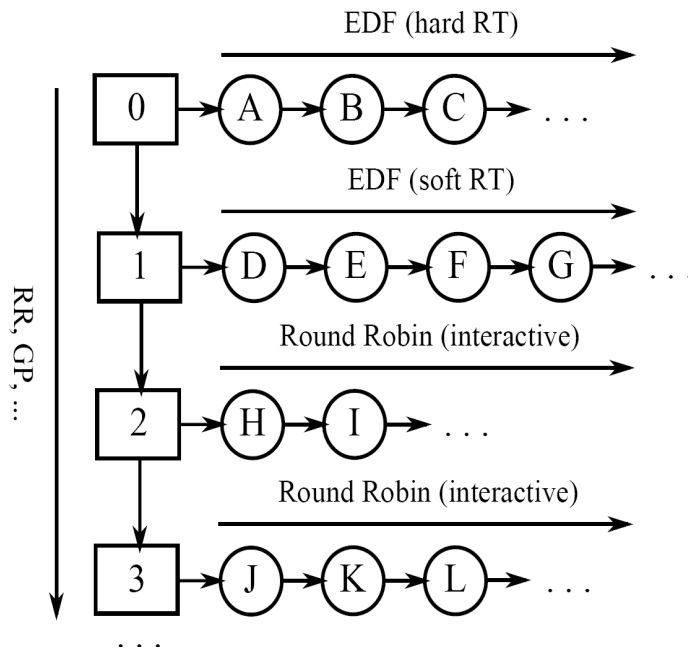 EDF (hard RT)
0 A B C ...
EDF (soft RT)
1 D E F G ...
RR, GP, ...
Round Robin (interactive)
2 H I ...
Round Robin (interactive)
3 J K L ...
...